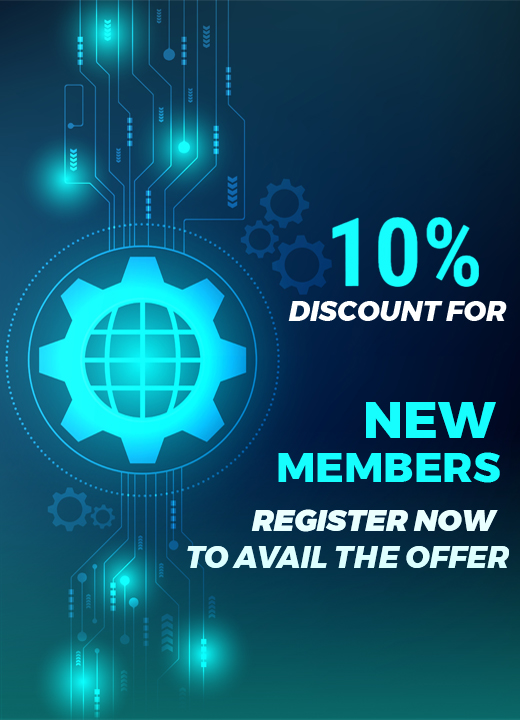 10%
DISCOUNT FOR
NEW
MEMBERS
REGISTER NOW
TO AVAIL THE OFFER